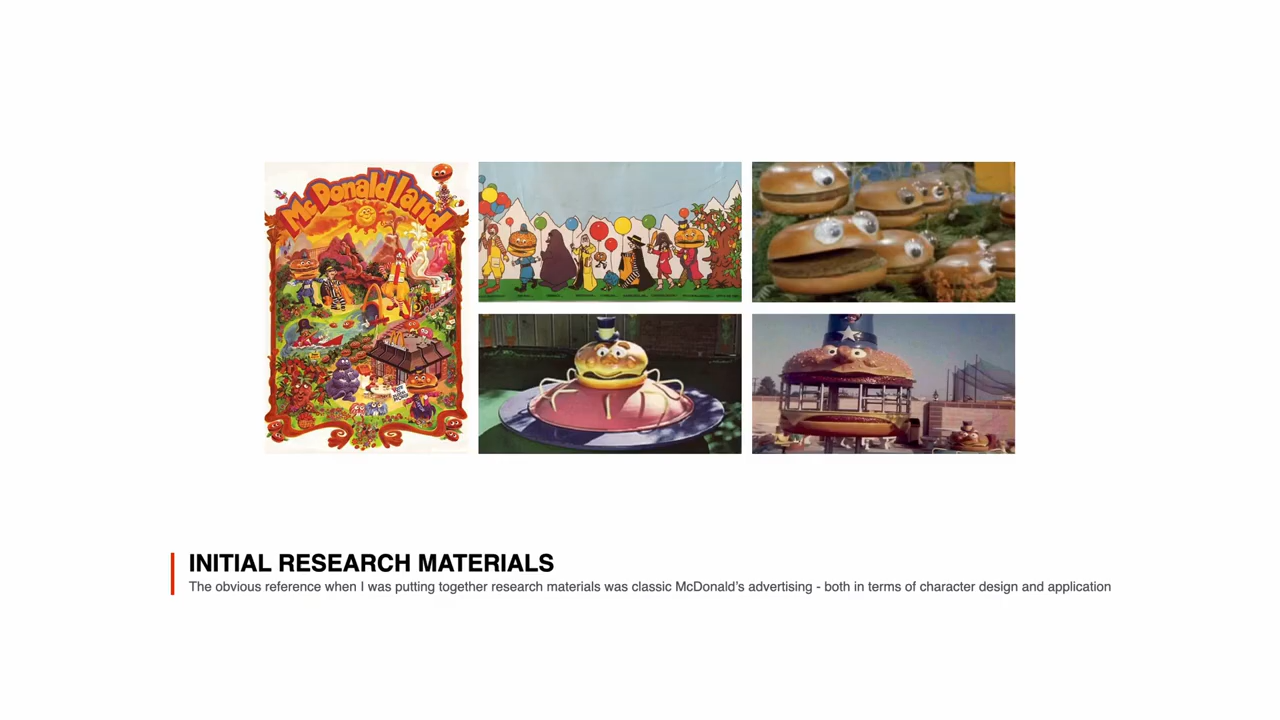 McDonaldland
INITIAL RESEARCH MATERIALS
The obvious reference when I was putting together research materials was classic McDonald's advertising - both in terms of character design and application